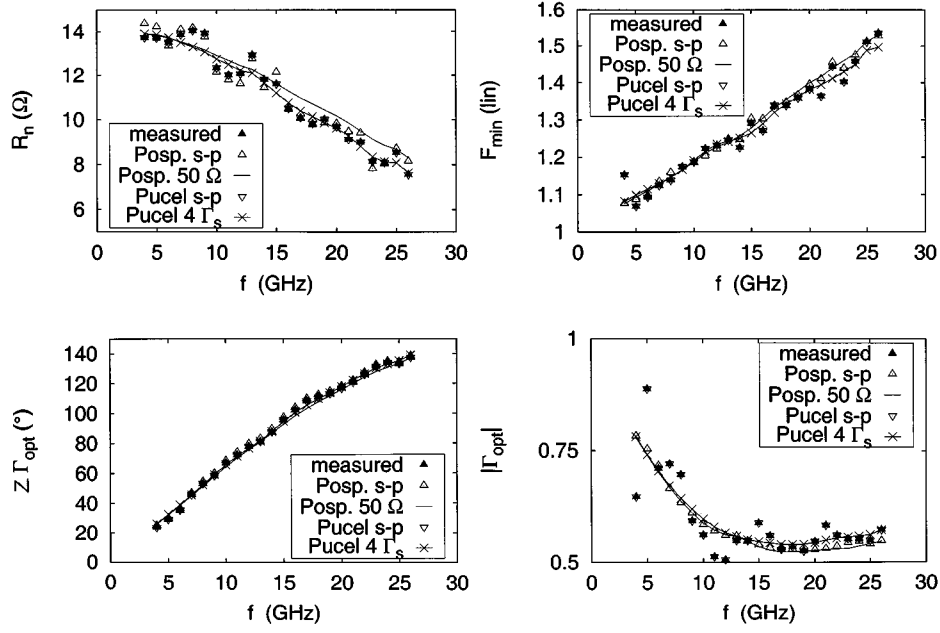 16
14
12
10
8
6
R_n (Ω)
measured
Posp. s-p
Posp. 50 Ω
Pucel s-p
Pucel 4 Γ_s
0 5 10 15 20 25 30
f (GHz)
1.6
1.5
1.4
1.3
1.2
1.1
1
F_min (lin)
measured
Posp. s-p
Posp. 50 Ω
Pucel s-p
Pucel 4 Γ_s
0 5 10 15 20 25 30
f (GHz)
140
120
100
80
60
40
20
0
Z Γ_opt (°)
measured
Posp. s-p
Posp. 50 Ω
Pucel s-p
Pucel 4 Γ_s
0 5 10 15 20 25 30
f (GHz)
1
0.75
0.5
|Γ_opt|
measured
Posp. s-p
Posp. 50 Ω
Pucel s-p
Pucel 4 Γ_s
0 5 10 15 20 25 30
f (GHz)